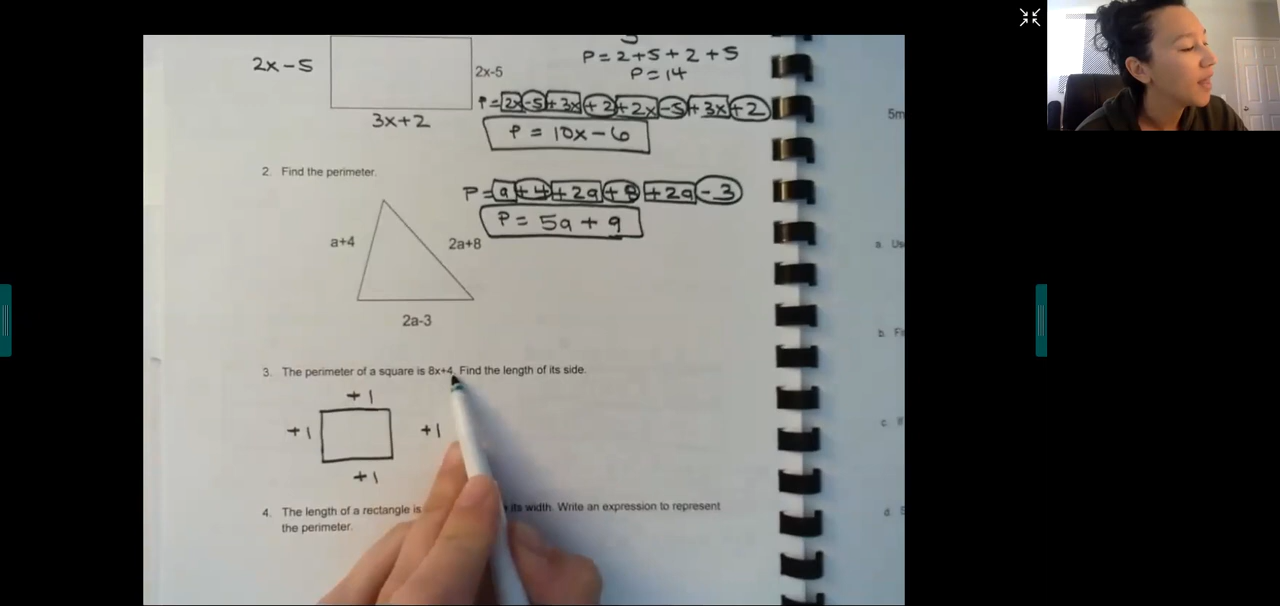 P=2+5+2+5
2x-5
P=14
2x-5
P=2x-5+3x+2+2x-5+3x+2
3x+2
P=10x-6
2. Find the perimeter.
P=a+4+2a+8+2a-3
P=5a+9
a+4
2a+8
2a-3
3. The perimeter of a square is 8x+4. Find the length of its side.
+1
+1
+1
+1
4. The length of a rectangle is its width. Write an expression to represent
the perimeter.
5m
a. Us
b. Fi
c.
d.